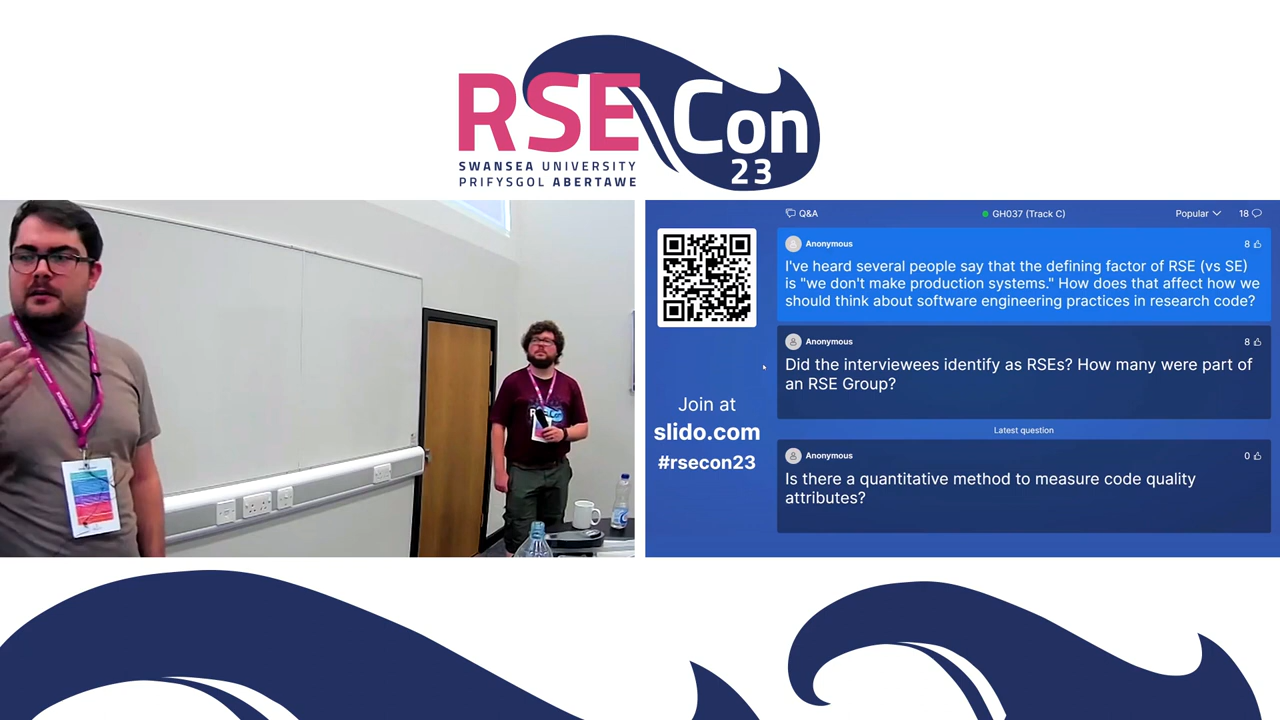 RSE Con
23
SWANSEA UNIVERSITY
PRIFYSGOL ABERTAWE
Q&A
GH037 (Track C)
Popular
18
Anonymous
8
I've heard several people say that the defining factor of RSE (vs SE)
is "we don't make production systems." How does that affect how we
should think about software engineering practices in research code?
Anonymous
8
Did the interviewees identify as RSEs? How many were part of
an RSE Group?
Latest question
Anonymous
0
Is there a quantitative method to measure code quality
attributes?
Join at
slido.com
#rsecon23